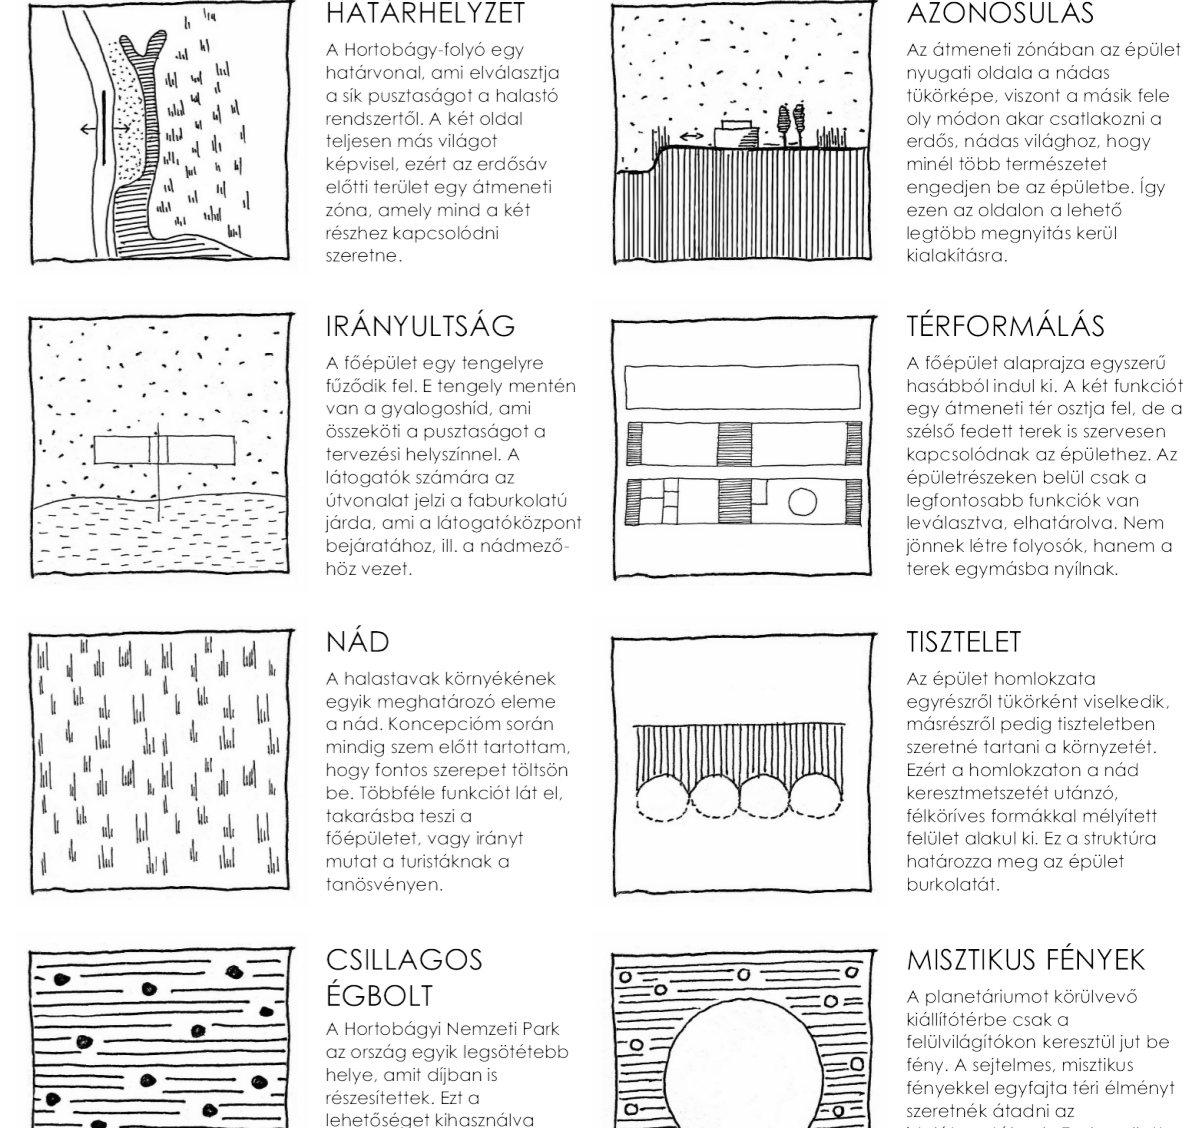 HATÁRHELYZET
A Hortobágy-folyó egy
határvonal, ami elválasztja
a sík pusztaságot a halastó
rendszertől. A két oldal
teljesen más világot
képvisel, ezért az erdősáv
előtti terület egy átmeneti
zóna, amely mind a két
részhez kapcsolódni
szeretne.
AZONOSULÁS
Az átmeneti zónában az épület
nyugati oldala a nádas
tükörképe, viszont a másik fele
oly módon akar csatlakozni a
erdős, nádas világhoz, hogy
minél több természetet
engedjen be az épületbe. Így
ezen az oldalon a lehető
legtöbb megnyitás kerül
kialakításra.
IRÁNYULTSÁG
A főépület egy tengelyre
fűződik fel. E tengely mentén
van a gyalogoshíd, ami
összeköti a pusztaságot a
tervezési helyszínnel. A
látogatók számára az
útvonalat jelzi a faburkolatú
járda, ami a látogatóközpont
bejáratához, ill. a nádmező-
höz vezet.
TÉRFORMÁLÁS
A főépület alaprajza egyszerű
hasábból indul ki. A két funkciót
egy átmeneti tér osztja fel, de a
szélső fedett terek is szervesen
kapcsolódnak az épülethez. Az
épületrészeken belül csak a
legfontosabb funkciók van
leválasztva, elhatárolva. Nem
jönnek létre folyosók, hanem a
terek egymásba nyílnak.
NÁD
A halastavak környékének
egyik meghatározó eleme
a nád. Koncepcióm során
mindig szem előtt tartottam,
hogy fontos szerepet töltsön
be. Többféle funkciót lát el,
takarásba teszi a
főépületet, vagy irányt
mutat a turistáknak a
tanösvényen.
TISZTELET
Az épület homlokzata
egyrészről tükörként viselkedik,
másrészről pedig tiszteletben
szeretné tartani a környzetét.
Ezért a homlokzaton a nád
keresztmetszetét utánzó,
félköríves formákkal mélyített
felület alakul ki. Ez a struktúra
határozza meg az épület
burkolatát.
CSILLAGOS
ÉGBOLT
A Hortobágyi Nemzeti Park
az ország egyik legsötétebb
helye, amit díjban is
részesítettek. Ezt a
lehetőséget kihasználva
MISZTIKUS FÉNYEK
A planetáriumot körülvevő
kiállítótérbe csak a
felülvilágítókon keresztül jut be
fény. A sejtelmes, misztikus
fényekkel egyfajta téri élményt
szeretnék átadni az